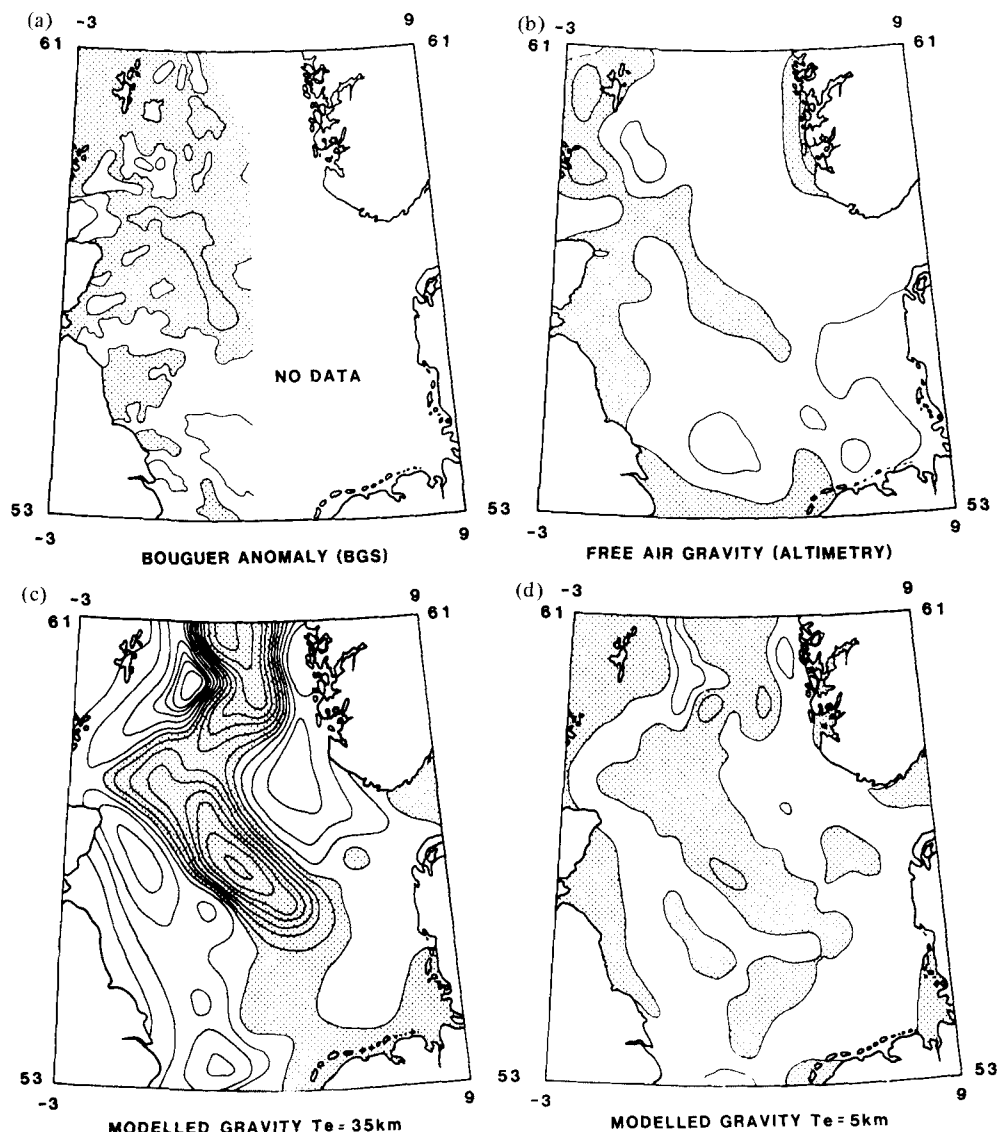 (a) -3 9
61 61
NO DATA
53
-3 9
BOUGUER ANOMALY (BGS)
(b) -3 9
61 61
53 53
-3 9
FREE AIR GRAVITY (ALTIMETRY)
(c) -3 9
61 61
53 53
-3 9
MODELLED GRAVITY Te = 35km
(d) -3 9
61 61
53 53
-3 9
MODELLED GRAVITY Te = 5km